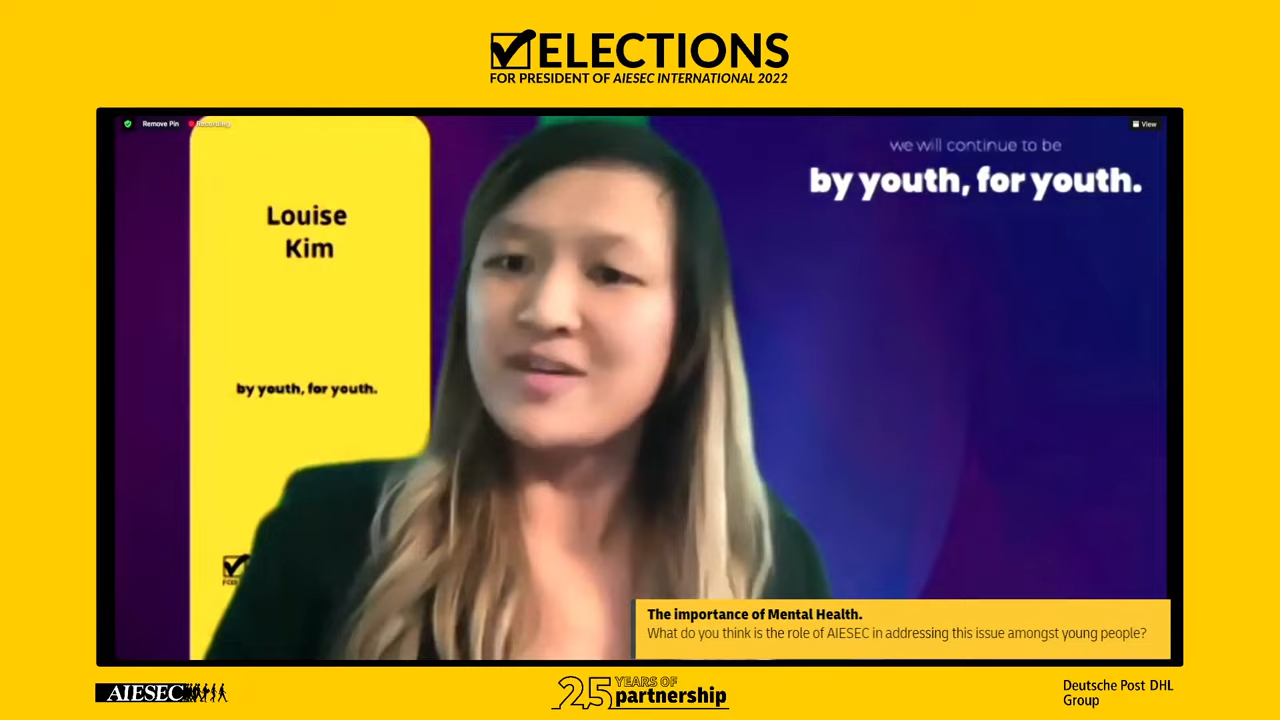 ELECTIONS
FOR PRESIDENT OF AIESEC INTERNATIONAL 2022
Remove Pin
Recording
View
we will continue to be
by youth, for youth.
Louise
Kim
by youth, for youth.
FOR
The importance of Mental Health.
What do you think is the role of AIESEC in addressing this issue amongst young people?
AIESEC
25 YEARS OF
partnership
Deutsche Post DHL
Group